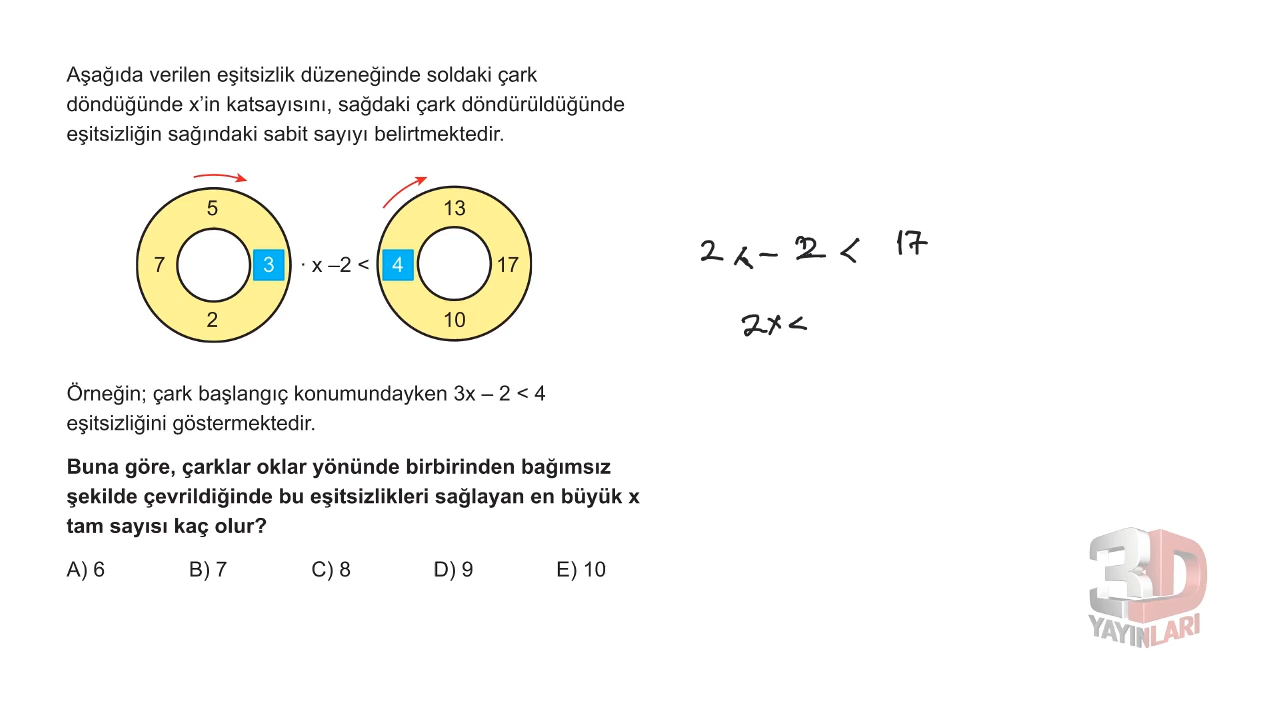 Aşağıda verilen eşitsizlik düzeneğinde soldaki çark
döndüğünde x’in katsayısını, sağdaki çark döndürüldüğünde
eşitsizliğin sağındaki sabit sayıyı belirtmektedir.
5
7
3
2
· x –2 <
13
4
17
10
2x – 2 < 17
2x <
Örneğin; çark başlangıç konumundayken 3x – 2 < 4
eşitsizliğini göstermektedir.
Buna göre, çarklar oklar yönünde birbirinden bağımsız
şekilde çevrildiğinde bu eşitsizlikleri sağlayan en büyük x
tam sayısı kaç olur?
A) 6 B) 7 C) 8 D) 9 E) 10
3D
YAYINLARI